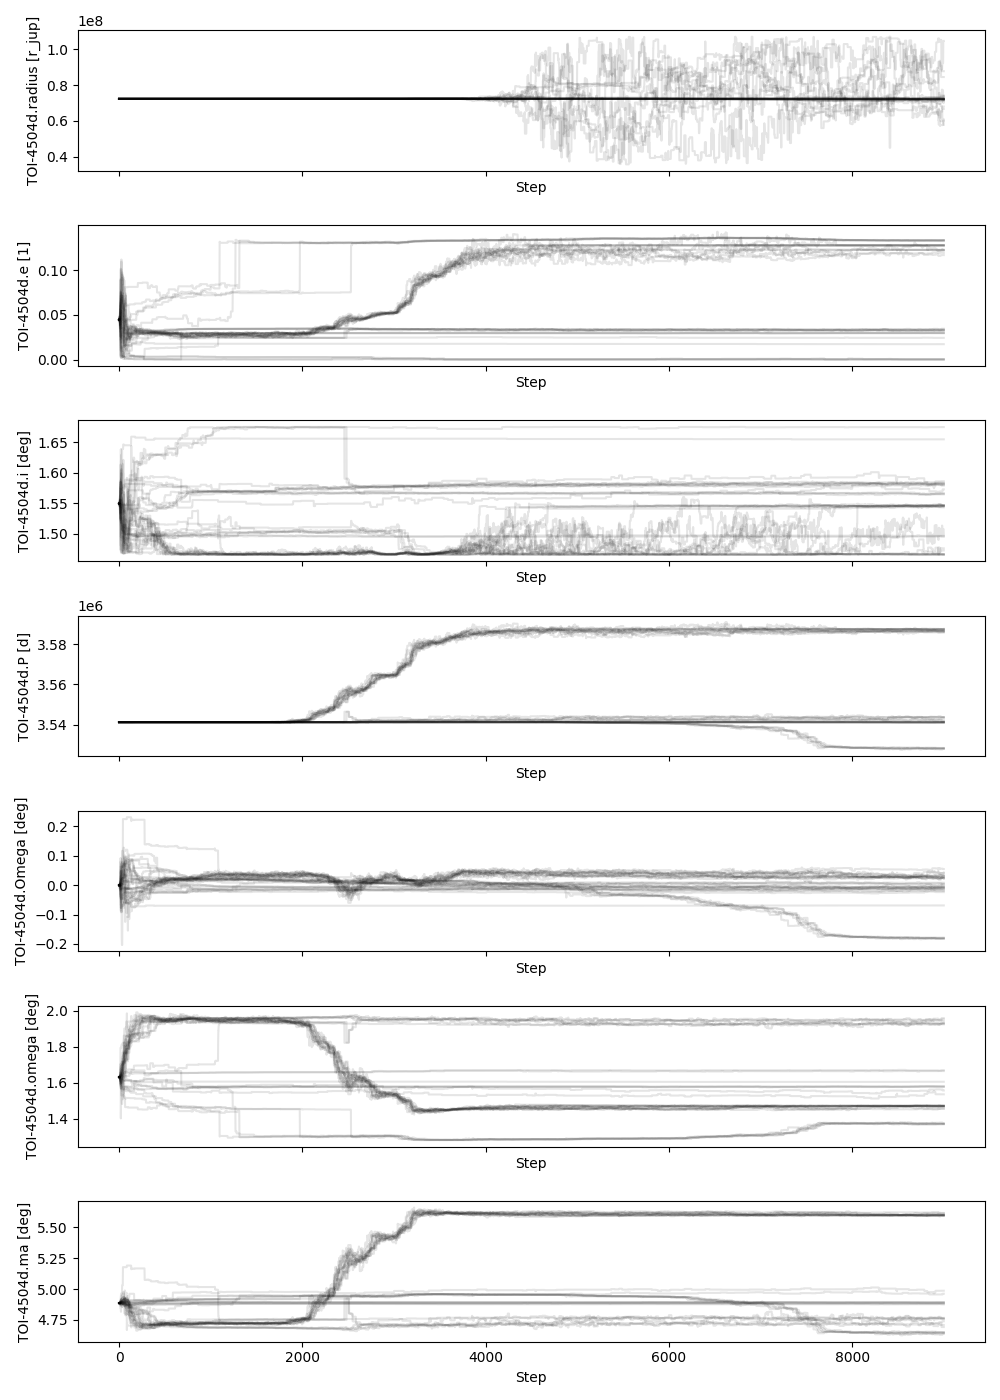 1e8
TOI-4504d.radius [r_jup]
1.0
0.8
0.6
0.4
Step
TOI-4504d.e [1]
0.10
0.05
0.00
Step
TOI-4504d.i [deg]
1.65
1.60
1.55
1.50
Step
1e6
TOI-4504d.P [d]
3.58
3.56
3.54
Step
TOI-4504d.Omega [deg]
0.2
0.1
0.0
−0.1
−0.2
Step
TOI-4504d.omega [deg]
2.0
1.8
1.6
1.4
Step
TOI-4504d.ma [deg]
5.50
5.25
5.00
4.75
0 2000 4000 6000 8000
Step